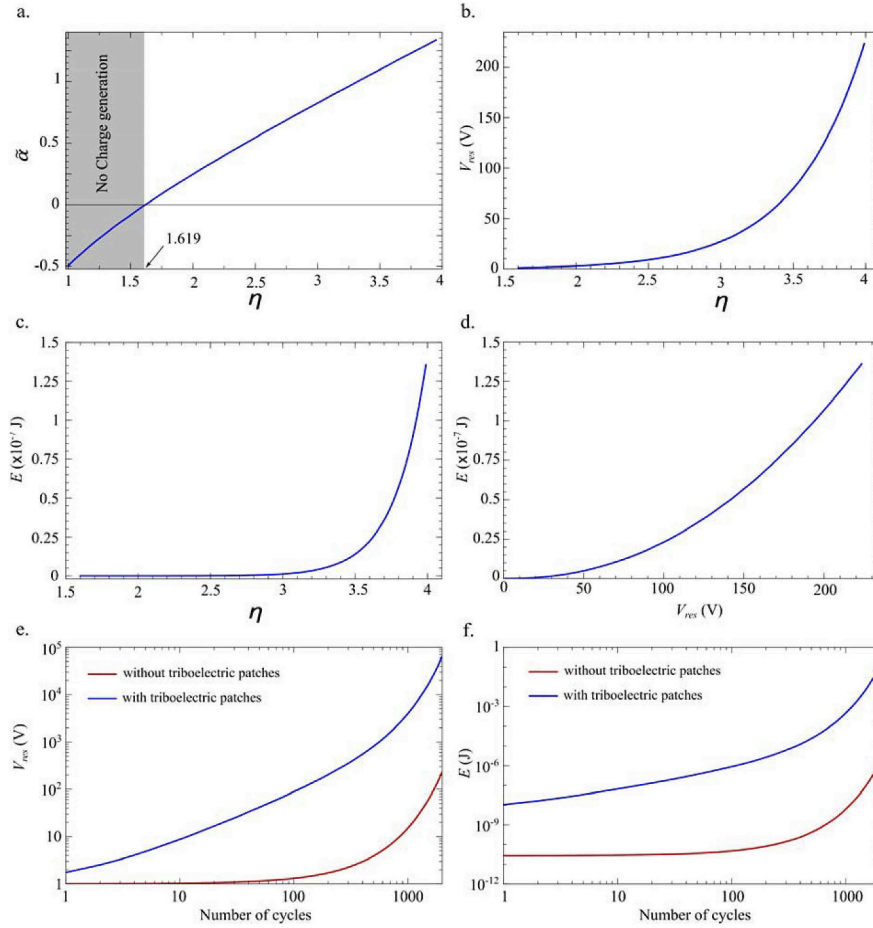 a.
No Charge generation
1
0.5
0
-0.5
α̃
1.619
1
1.5
2
2.5
3
3.5
4
η
b.
200
150
100
50
0
V_res (V)
1.5
2
2.5
3
3.5
4
η
c.
1.5
1.25
1
0.75
0.5
0.25
0
E (x10⁻⁷ J)
1.5
2
2.5
3
3.5
4
η
d.
1.5
1.25
1
0.75
0.5
0.25
0
E (x10⁻⁷ J)
0
50
100
150
200
V_res (V)
e.
10⁵
10⁴
10³
10²
10
1
V_res (V)
without triboelectric patches
with triboelectric patches
1
10
100
1000
Number of cycles
f.
1
10⁻³
10⁻⁶
10⁻⁹
10⁻¹²
E (J)
without triboelectric patches
with triboelectric patches
1
10
100
1000
Number of cycles